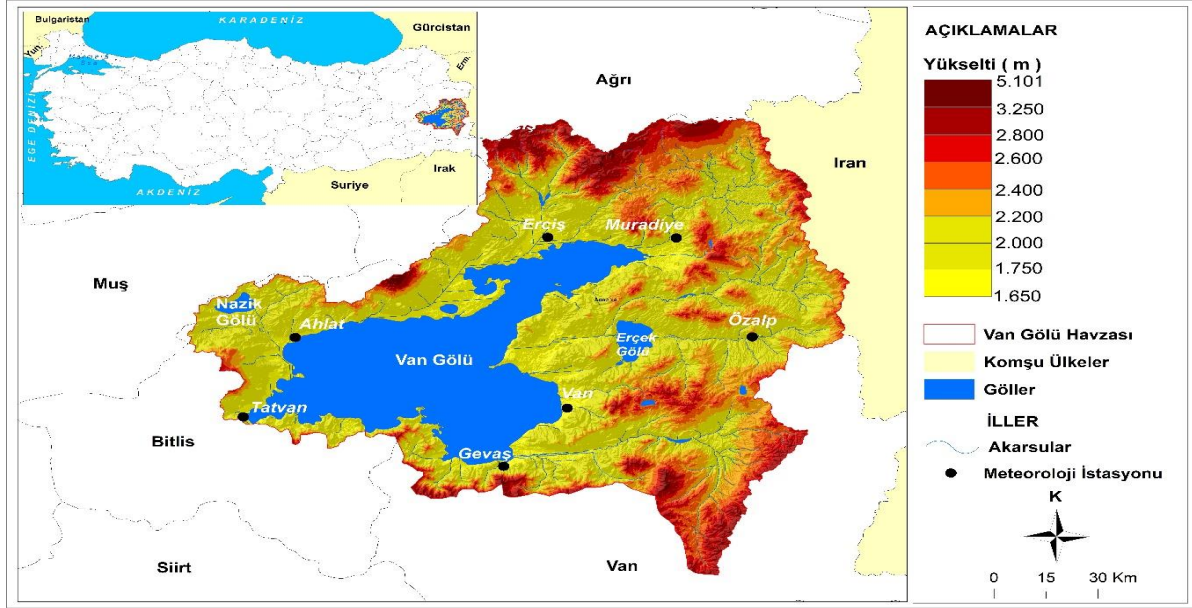 Bulgaristan
KARADENİZ
Gürcistan
Yun.
Erm.
EGE DENİZİ
Irak
Suriye
AKDENİZ
Ağrı
Iran
Muş
Erciş
Muradiye
Nazik
Gölü
Ahlat
Van Gölü
Erçek
Gölü
Özalp
Tatvan
Van
Gevaş
Bitlis
Siirt
Van
AÇIKLAMALAR
Yükselti ( m )
5.101
3.250
2.800
2.600
2.400
2.200
2.000
1.750
1.650
Van Gölü Havzası
Komşu Ülkeler
Göller
İLLER
Akarsular
Meteoroloji İstasyonu
K
0 15 30 Km